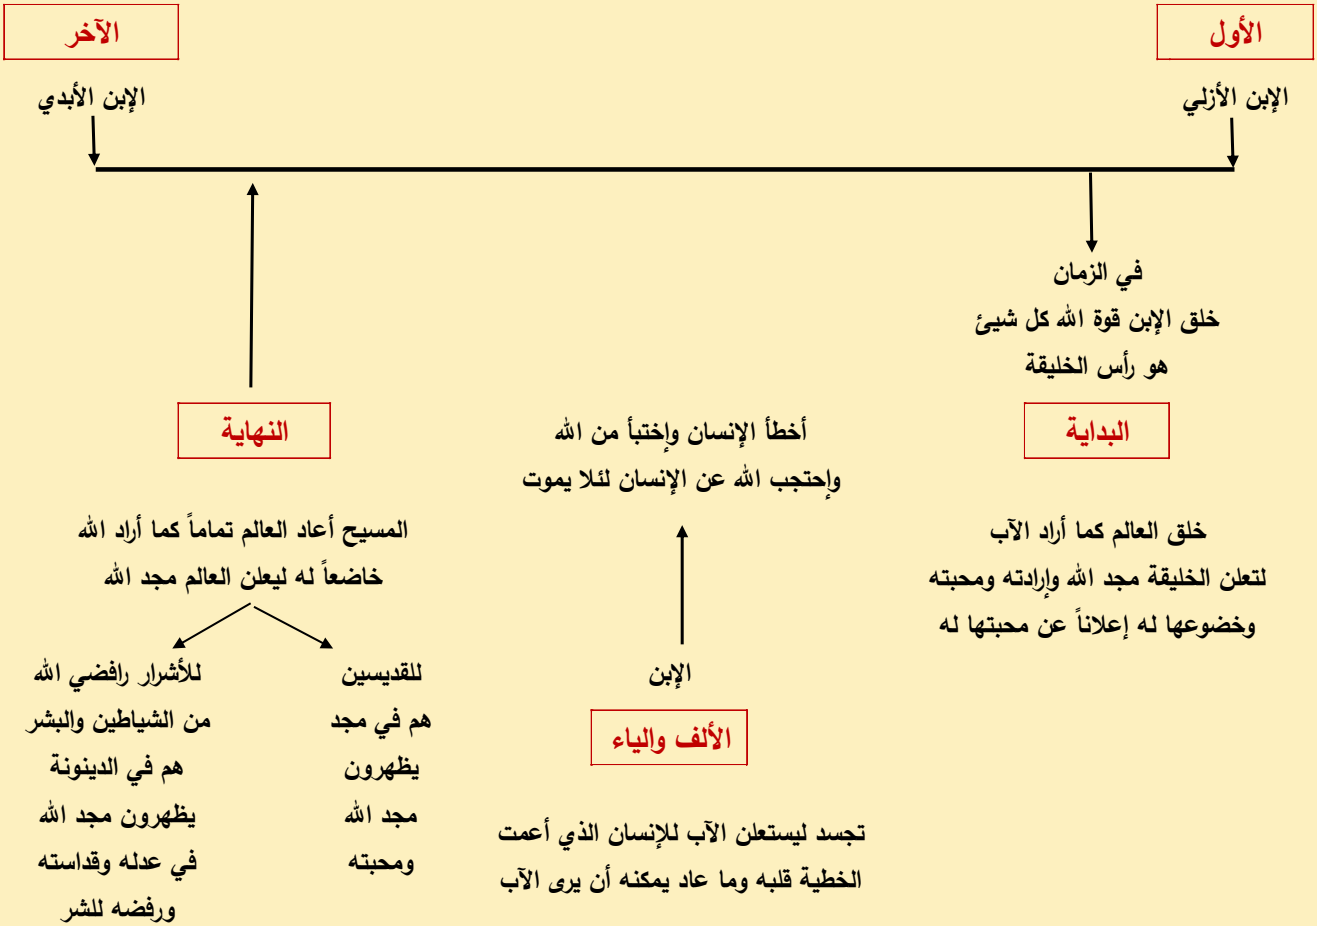 الأول
الآخر
الإبن الأزلي
الإبن الأبدي
في الزمان
خلق الإبن قوة الله كل شيئ
هو رأس الخليقة
البداية
خلق العالم كما أراد الآب
لتعلن الخليقة مجد الله وإرادته ومحبته
وخضوعها له إعلاناً عن محبتها له
أخطأ الإنسان وإختبأ من الله
وإحتجب الله عن الإنسان لئلا يموت
الإبن
الألف والياء
تجسد ليستعلن الآب للإنسان الذي أعمت
الخطية قلبه وما عاد يمكنه أن يرى الآب
النهاية
المسيح أعاد العالم تماماً كما أراد الله
خاضعاً له ليعلن العالم مجد الله
للقديسين
هم في مجد
يظهرون
مجد الله
ومحبته
للأشرار رافضي الله
من الشياطين والبشر
هم في الدينونة
يظهرون مجد الله
في عدله وقداسته
ورفضه للشر